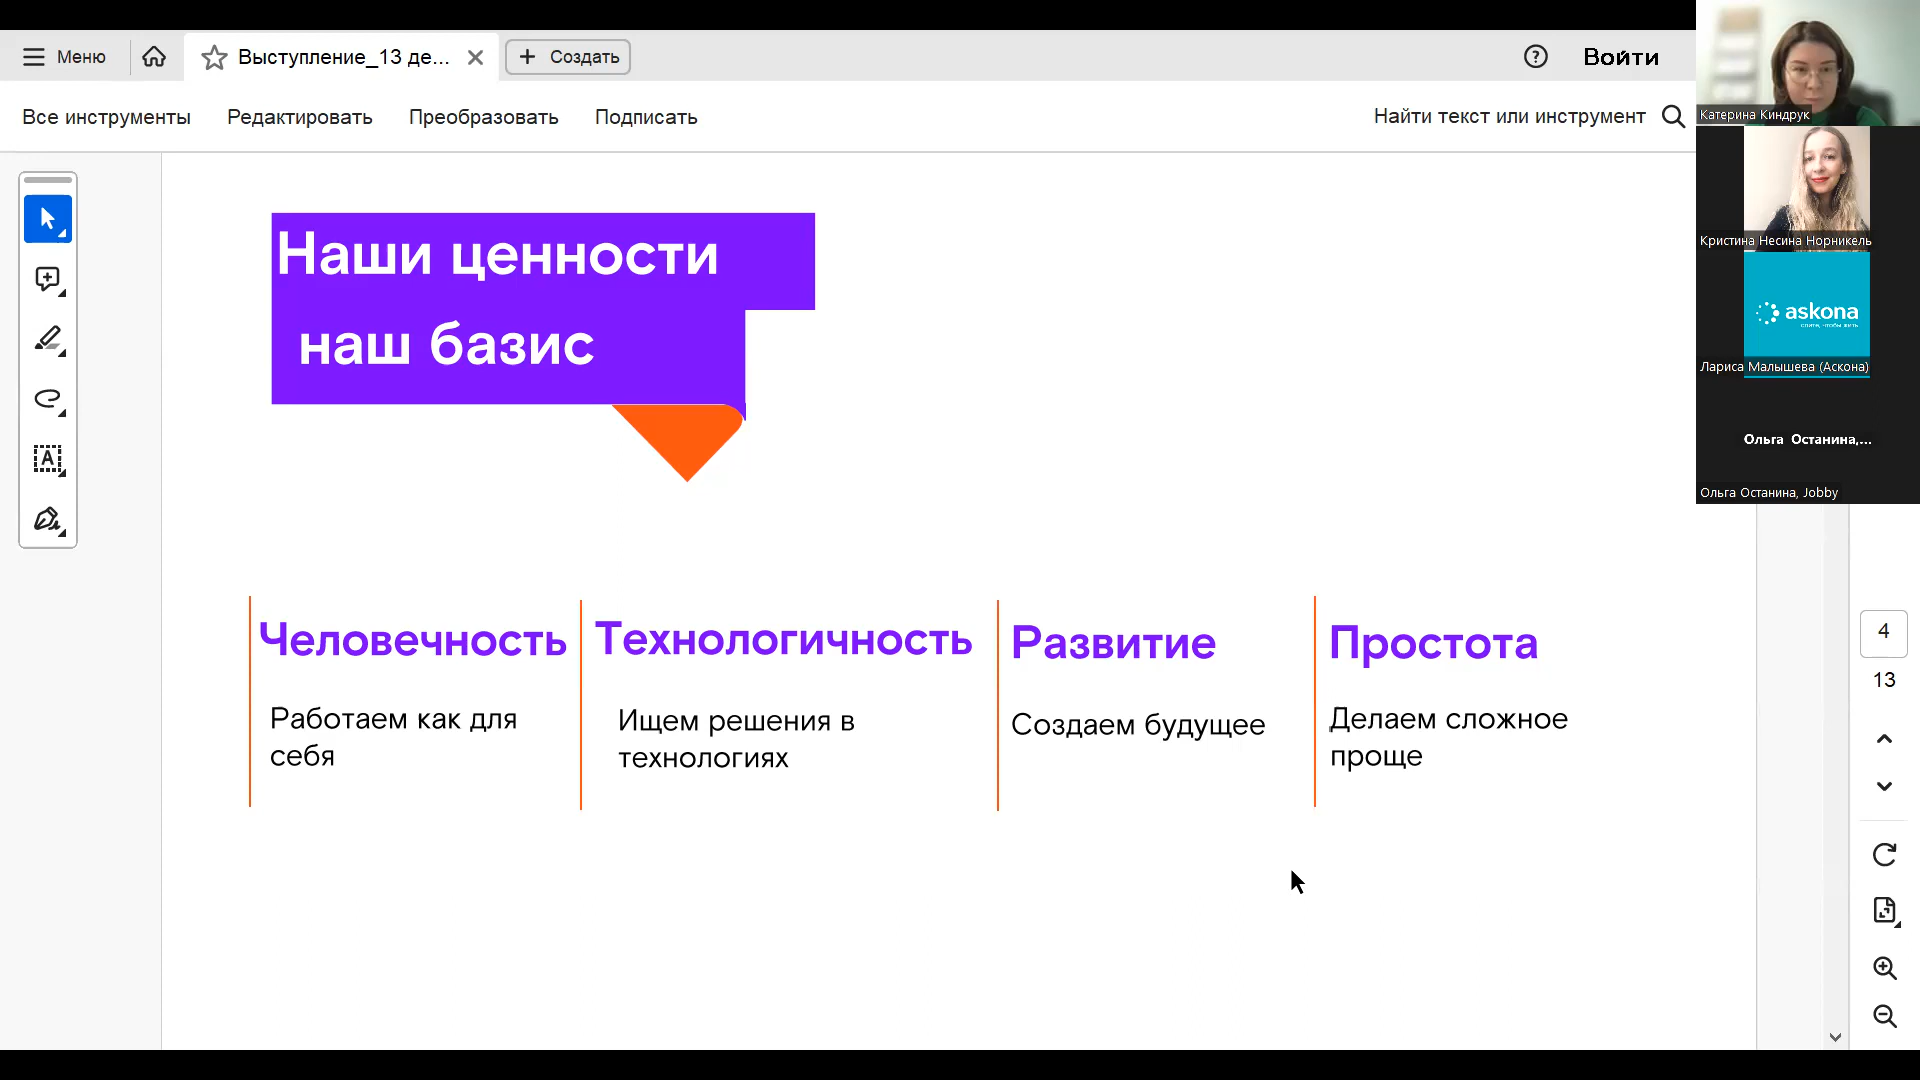 Меню
Выступление_13 де...
Создать
Войти
Все инструменты
Редактировать
Преобразовать
Подписать
Найти текст или инструмент
Катерина Киндрук
Кристина Несина Норникель
askona
Лариса Малышева (Аскона)
Ольга Останина,...
Ольга Останина, Jobby
Наши ценности
наш базис
Человечность
Работаем как для
себя
Технологичность
Ищем решения в
технологиях
Развитие
Создаем будущее
Простота
Делаем сложное
проще
4
13